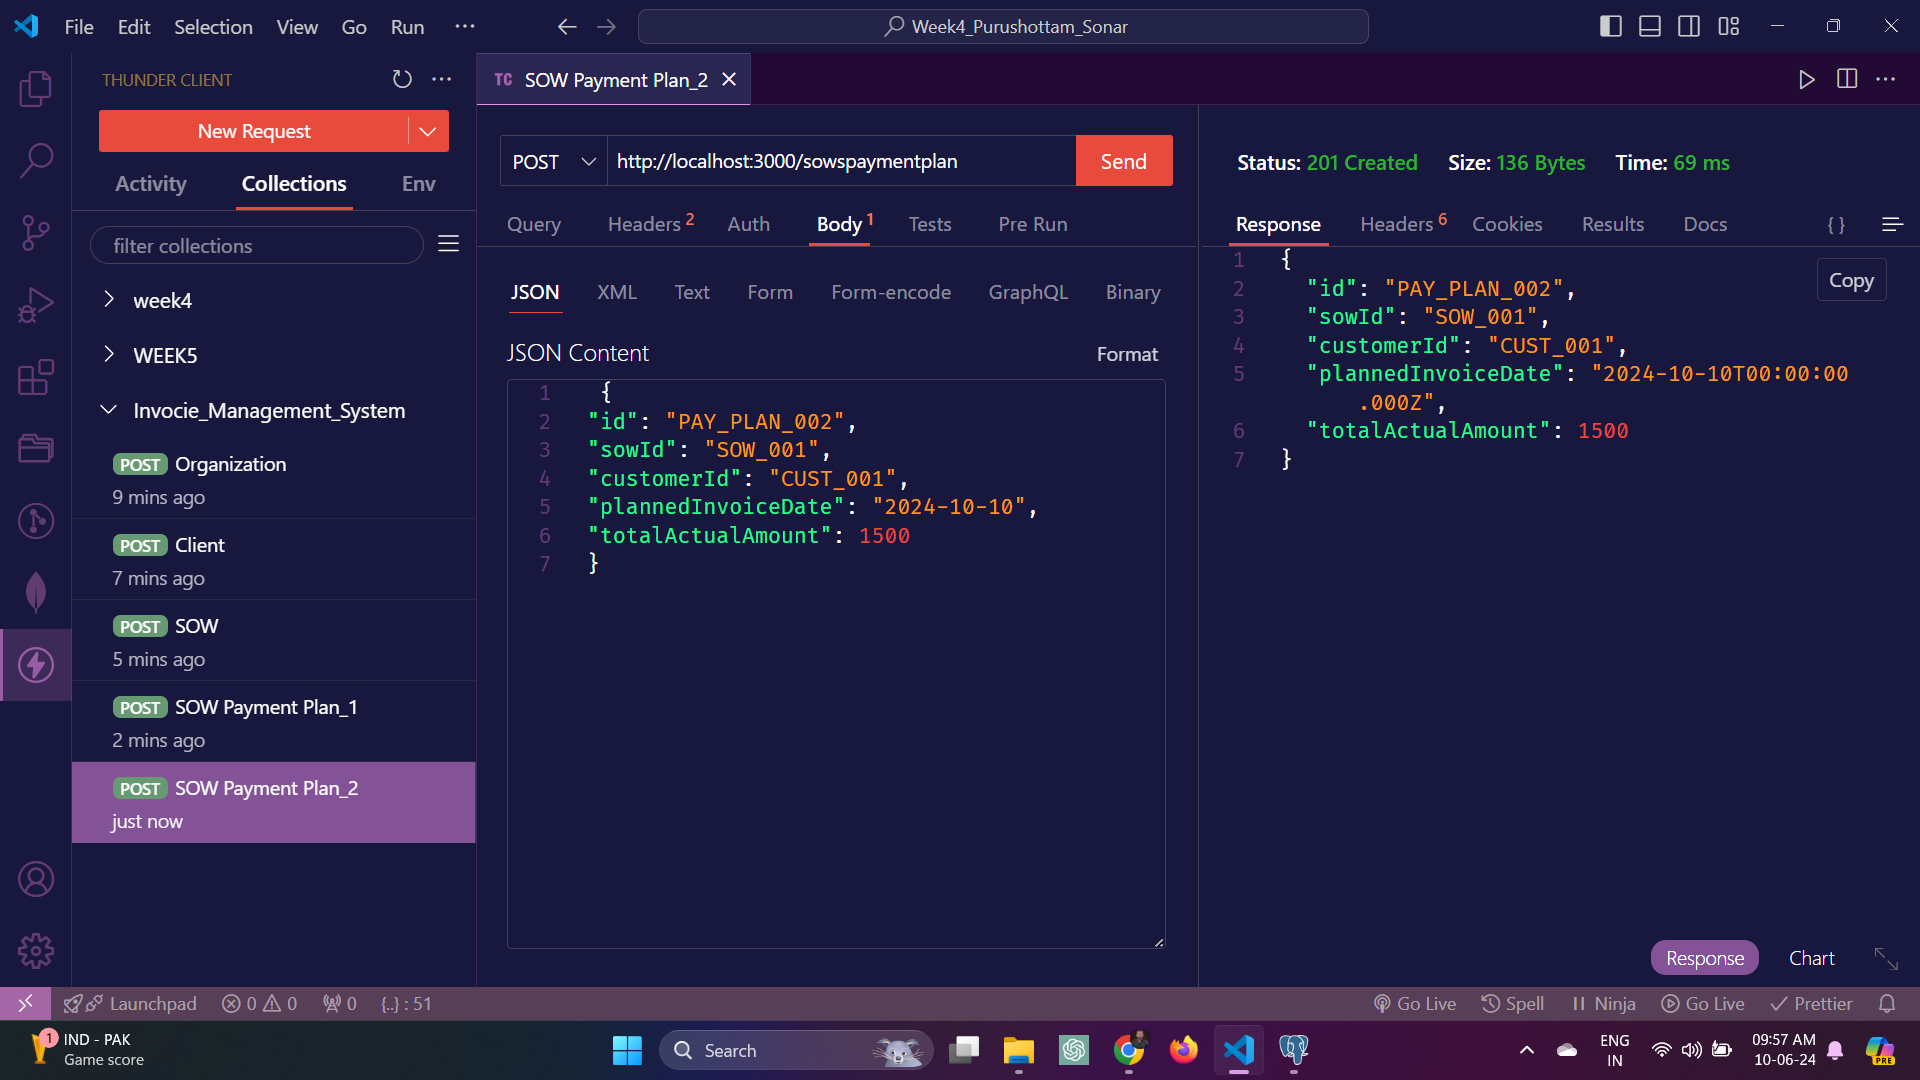 File Edit Selection View Go Run ···
Week4_Purushottam_Sonar
THUNDER CLIENT
New Request
Activity Collections Env
filter collections
week4
WEEK5
Invocie_Management_System
POST Organization
9 mins ago
POST Client
7 mins ago
POST SOW
5 mins ago
POST SOW Payment Plan_1
2 mins ago
POST SOW Payment Plan_2
just now
TC SOW Payment Plan_2
POST http://localhost:3000/sowspaymentplan Send
Query Headers 2 Auth Body 1 Tests Pre Run
JSON XML Text Form Form-encode GraphQL Binary
JSON Content Format
1 {
2 "id": "PAY_PLAN_002",
3 "sowId": "SOW_001",
4 "customerId": "CUST_001",
5 "plannedInvoiceDate": "2024-10-10",
6 "totalActualAmount": 1500
7 }
Status: 201 Created Size: 136 Bytes Time: 69 ms
Response Headers 6 Cookies Results Docs { }
Copy
1 {
2 "id": "PAY_PLAN_002",
3 "sowId": "SOW_001",
4 "customerId": "CUST_001",
5 "plannedInvoiceDate": "2024-10-10T00:00:00
.000Z",
6 "totalActualAmount": 1500
7 }
Response Chart
Launchpad 0 0 0 {..} : 51
Go Live Spell Ninja Go Live Prettier
1 IND - PAK
Game score
Search
ENG
IN
09:57 AM
10-06-24
PRE